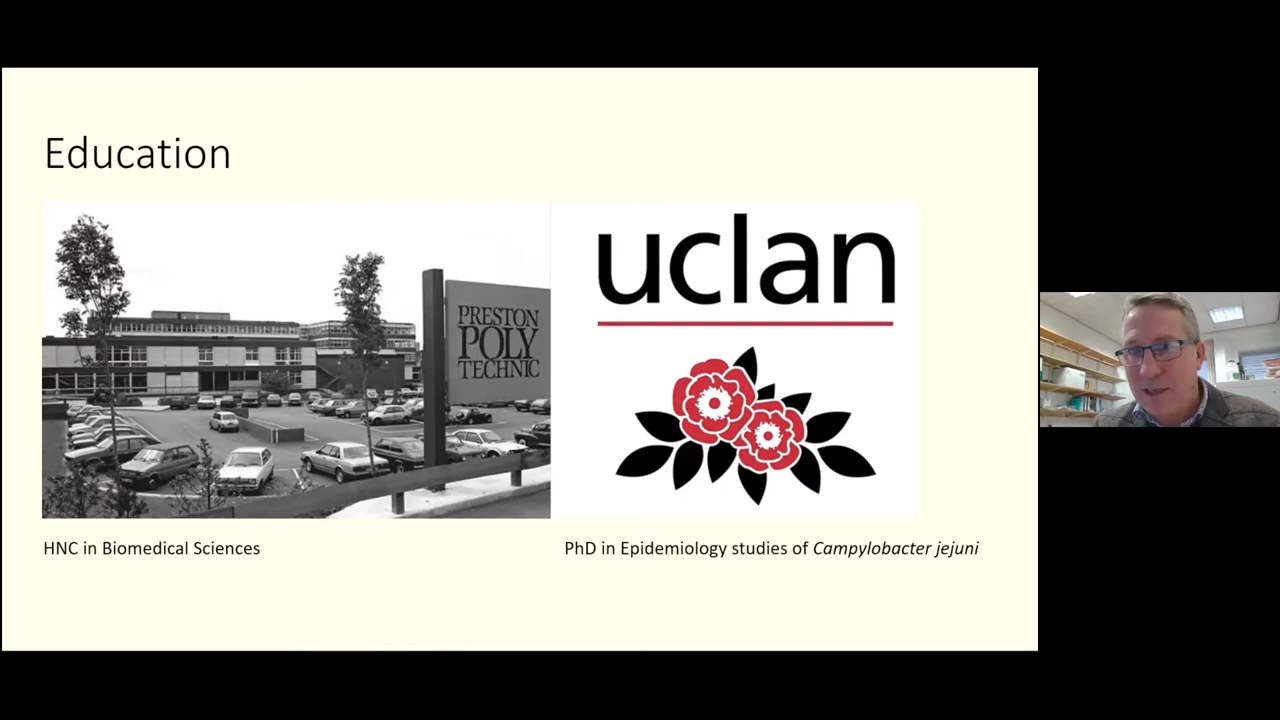 Education
PRESTON
POLY
TECHNIC
uclan
HNC in Biomedical Sciences
PhD in Epidemiology studies of Campylobacter jejuni